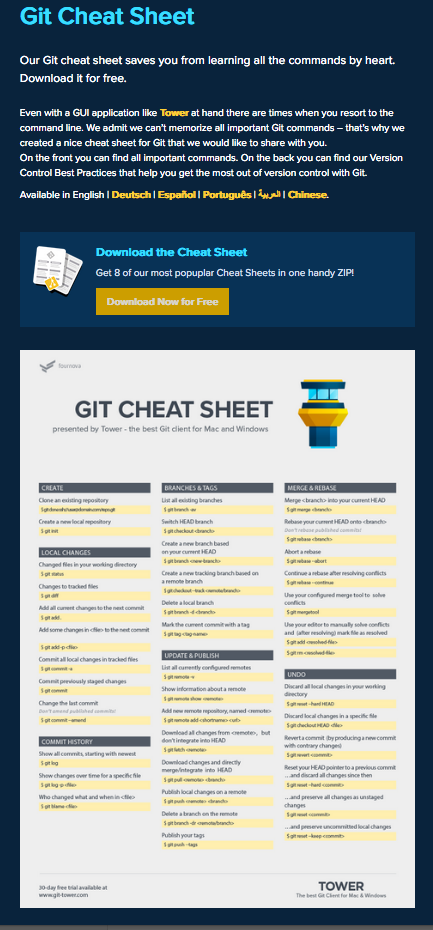 Git Cheat Sheet
Our Git cheat sheet saves you from learning all the commands by heart.
Download it for free.
Even with a GUI application like Tower at hand there are times when you resort to the
command line. We admit we can't memorize all important Git commands – that's why we
created a nice cheat sheet for Git that we would like to share with you.
On the front you can find all important commands. On the back you can find our Version
Control Best Practices that help you get the most out of version control with Git.
Available in English | Deutsch | Español | Português | العربية | Chinese.
Download the Cheat Sheet
Get 8 of our most popular Cheat Sheets in one handy ZIP!
Download Now for Free
fournova
GIT CHEAT SHEET
presented by Tower - the best Git client for Mac and Windows
CREATE
Clone an existing repository
Create a new local repository
$ git init
LOCAL CHANGES
Changed files in your working directory
$ git status
Changes to tracked files
$ git diff
Add all current changes to the next commit
$ git add .
Add some changes in <file> to the next commit
$ git add -p <file>
Commit all local changes in tracked files
$ git commit -a
Commit previously staged changes
$ git commit
Change the last commit
Don't amend published commits!
$ git commit --amend
COMMIT HISTORY
Show all commits, starting with newest
$ git log
Show changes over time for a specific file
$ git log -p <file>
Who changed what and when in <file>
$ git blame <file>
BRANCHES & TAGS
List all existing branches
$ git branch -av
Switch HEAD branch
$ git checkout <branch>
Create a new branch based
on your current HEAD
$ git branch <new-branch>
Create a new tracking branch based on
a remote branch
$ git checkout --track <remote/branch>
Delete a local branch
$ git branch -d <branch>
Mark the current commit with a tag
$ git tag <tag-name>
UPDATE & PUBLISH
List all currently configured remotes
$ git remote -v
Show information about a remote
$ git remote show <remote>
Add new remote repository, named <remote>
$ git remote add <shortname> <url>
Download all changes from <remote>, but
don't integrate into HEAD
$ git fetch <remote>
Download changes and directly
merge/integrate into HEAD
$ git pull <remote> <branch>
Publish local changes on a remote
$ git push <remote> <branch>
Delete a branch on the remote
$ git branch -dr <remote/branch>
Publish your tags
$ git push --tags
MERGE & REBASE
Merge <branch> into your current HEAD
$ git merge <branch>
Rebase your current HEAD onto <branch>
Don't rebase published commits!
$ git rebase <branch>
Abort a rebase
$ git rebase --abort
Continue a rebase after resolving conflicts
$ git rebase --continue
Use your configured merge tool to solve
conflicts
$ git mergetool
Use your editor to manually solve conflicts
and (after resolving) mark file as resolved
$ git add <resolved-file>
$ git rm <resolved-file>
UNDO
Discard all local changes in your working
directory
$ git reset --hard HEAD
Discard local changes in a specific file
$ git checkout HEAD <file>
Revert a commit (by producing a new commit
with contrary changes)
$ git revert <commit>
Reset your HEAD pointer to a previous commit
...and discard all changes since then
$ git reset --hard <commit>
...and preserve all changes as unstaged
changes
$ git reset <commit>
...and preserve uncommitted local changes
$ git reset --keep <commit>
30-day free trial available at
www.git-tower.com
TOWER
The best Git Client for Mac & Windows